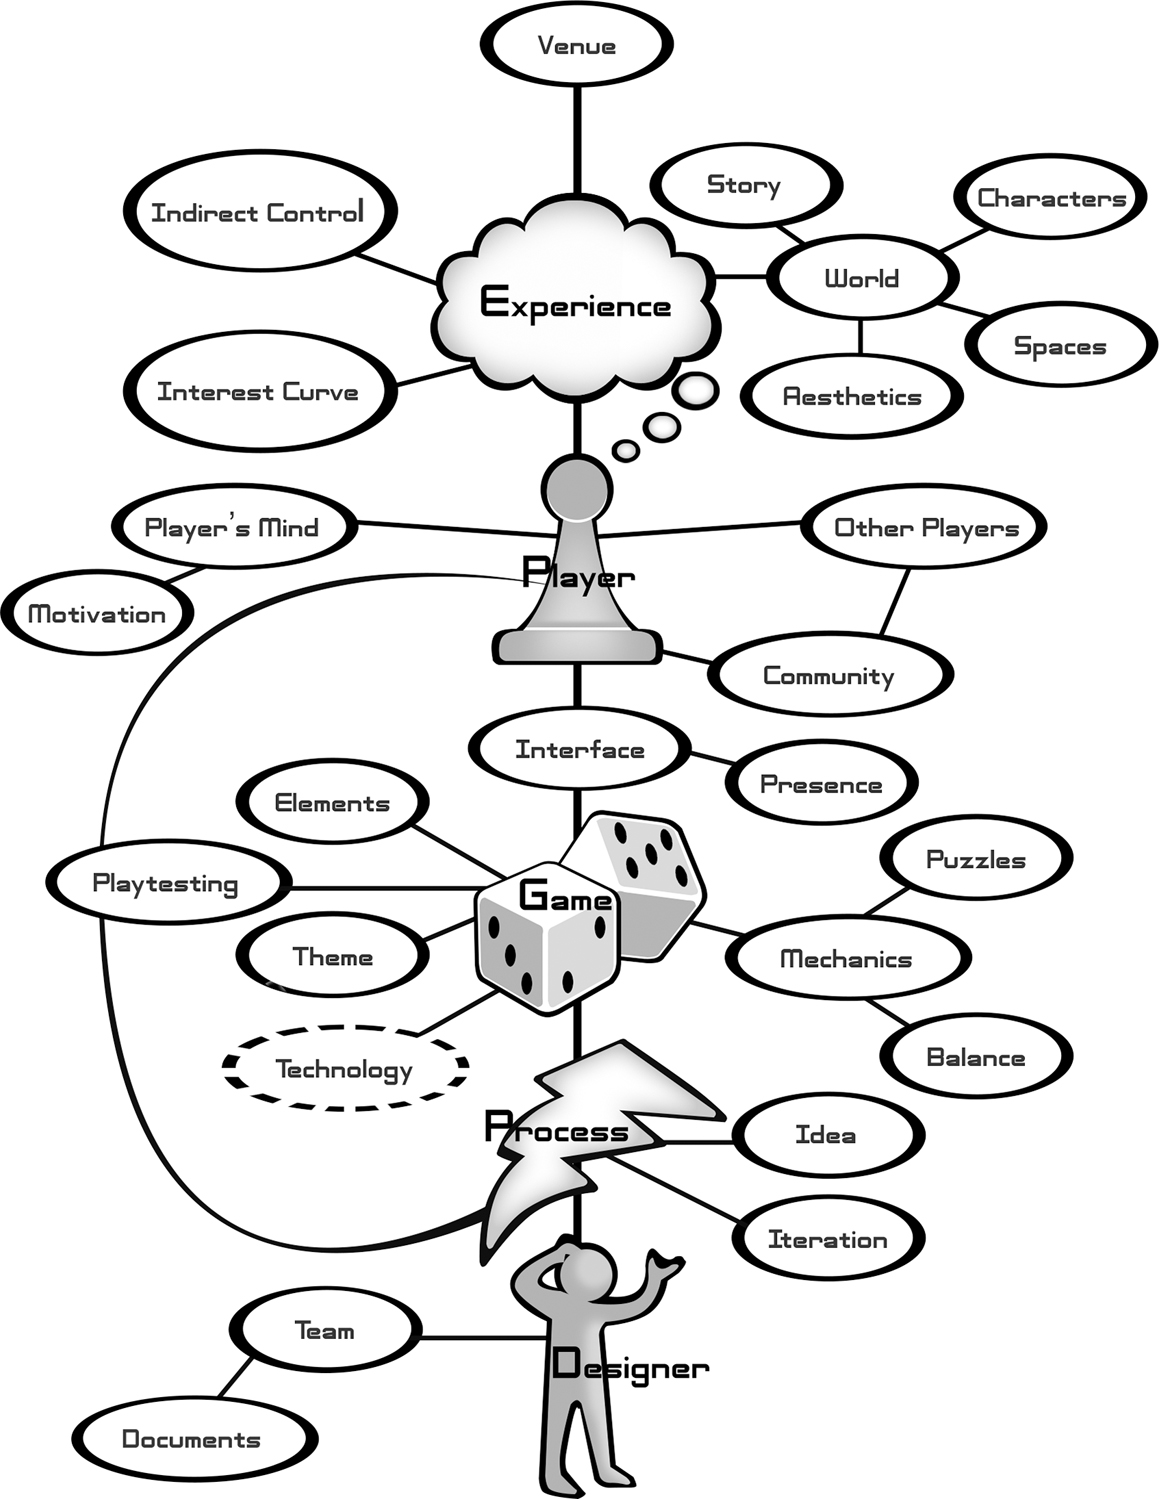 Venue
Story
Characters
Indirect Control
World
Experience
Spaces
Interest Curve
Aesthetics
Player's Mind
Other Players
Player
Motivation
Community
Interface
Presence
Elements
Puzzles
Playtesting
Game
Theme
Mechanics
Technology
Balance
Process
Idea
Iteration
Team
Designer
Documents